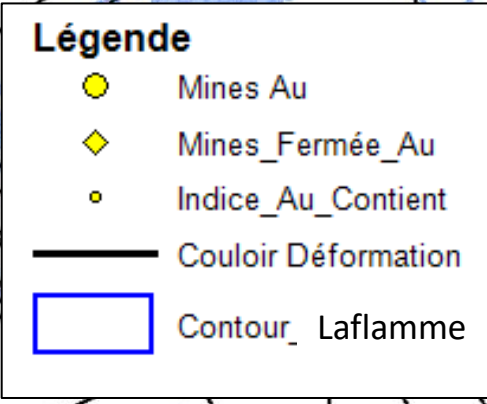 Légende
Mines Au
Mines_Fermée_Au
Indice_Au_Contient
Couloir Déformation
Contour_ Laflamme